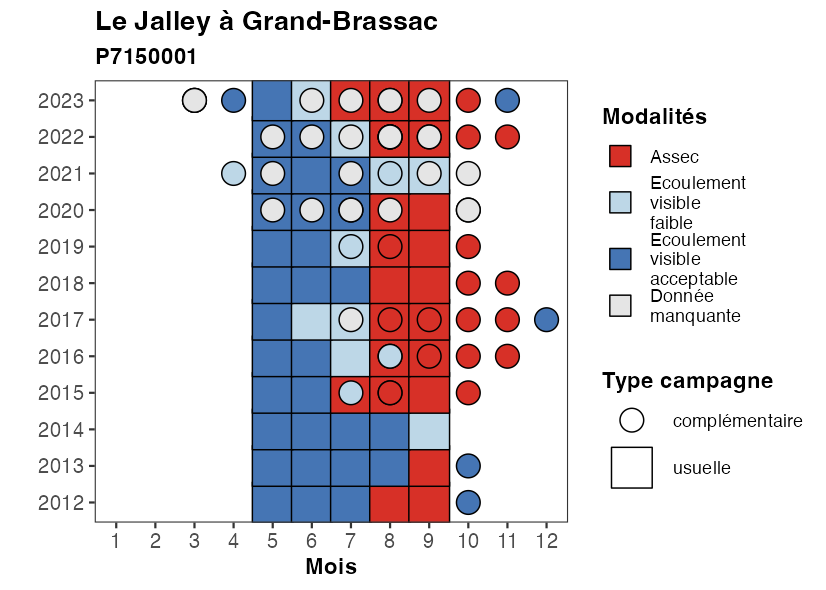 Le Jalley à Grand-Brassac
P7150001
2023
2022
2021
2020
2019
2018
2017
2016
2015
2014
2013
2012
1 2 3 4 5 6 7 8 9 10 11 12
Mois
Modalités
Assec
Ecoulement
visible
faible
Ecoulement
visible
acceptable
Donnée
manquante
Type campagne
complémentaire
usuelle